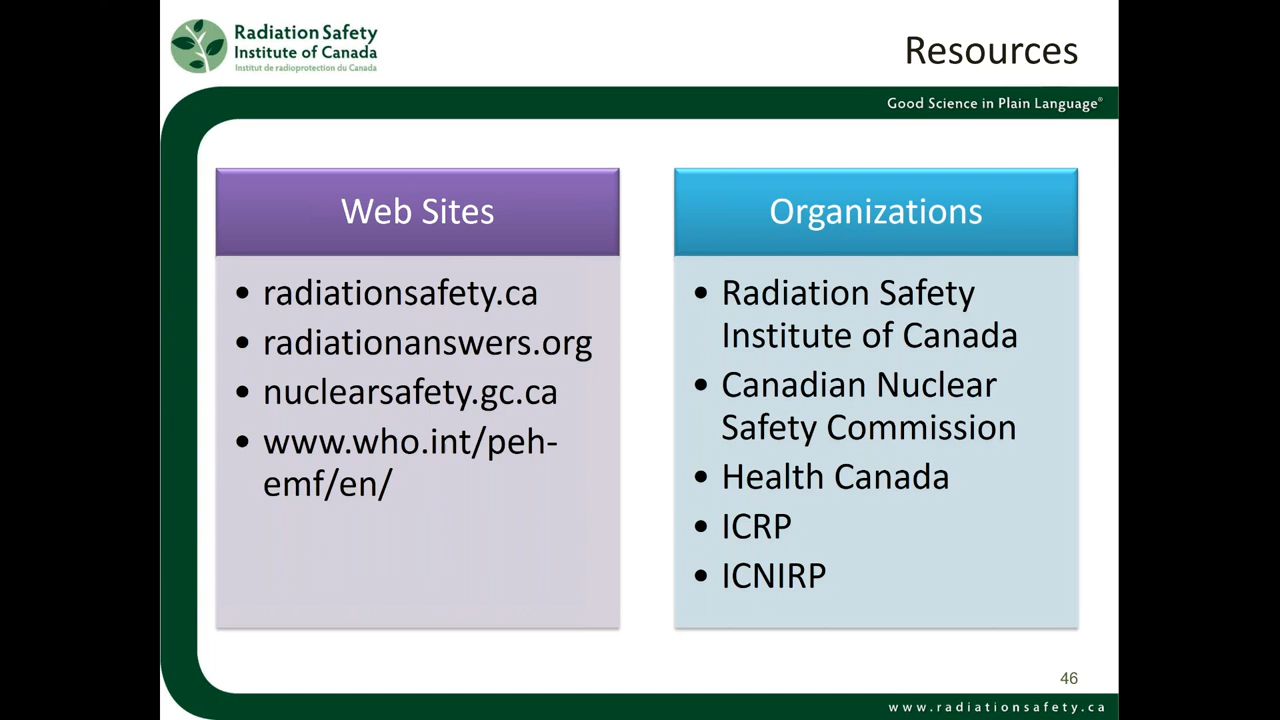 Radiation Safety
Institute of Canada
Institut de radioprotection du Canada
Resources
Good Science in Plain Language®
Web Sites
• radiationsafety.ca
• radiationanswers.org
• nuclearsafety.gc.ca
• www.who.int/peh-
emf/en/
Organizations
• Radiation Safety
Institute of Canada
• Canadian Nuclear
Safety Commission
• Health Canada
• ICRP
• ICNIRP
46
www.radiationsafety.ca